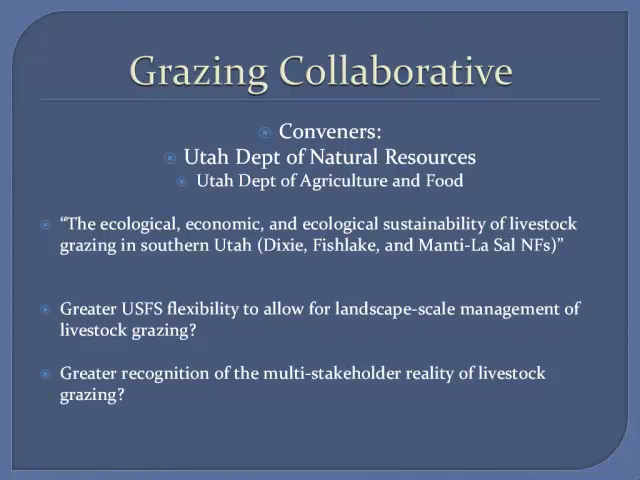 Grazing Collaborative
Conveners:
Utah Dept of Natural Resources
Utah Dept of Agriculture and Food
“The ecological, economic, and ecological sustainability of livestock
grazing in southern Utah (Dixie, Fishlake, and Manti-La Sal NFs)”
Greater USFS flexibility to allow for landscape-scale management of
livestock grazing?
Greater recognition of the multi-stakeholder reality of livestock
grazing?